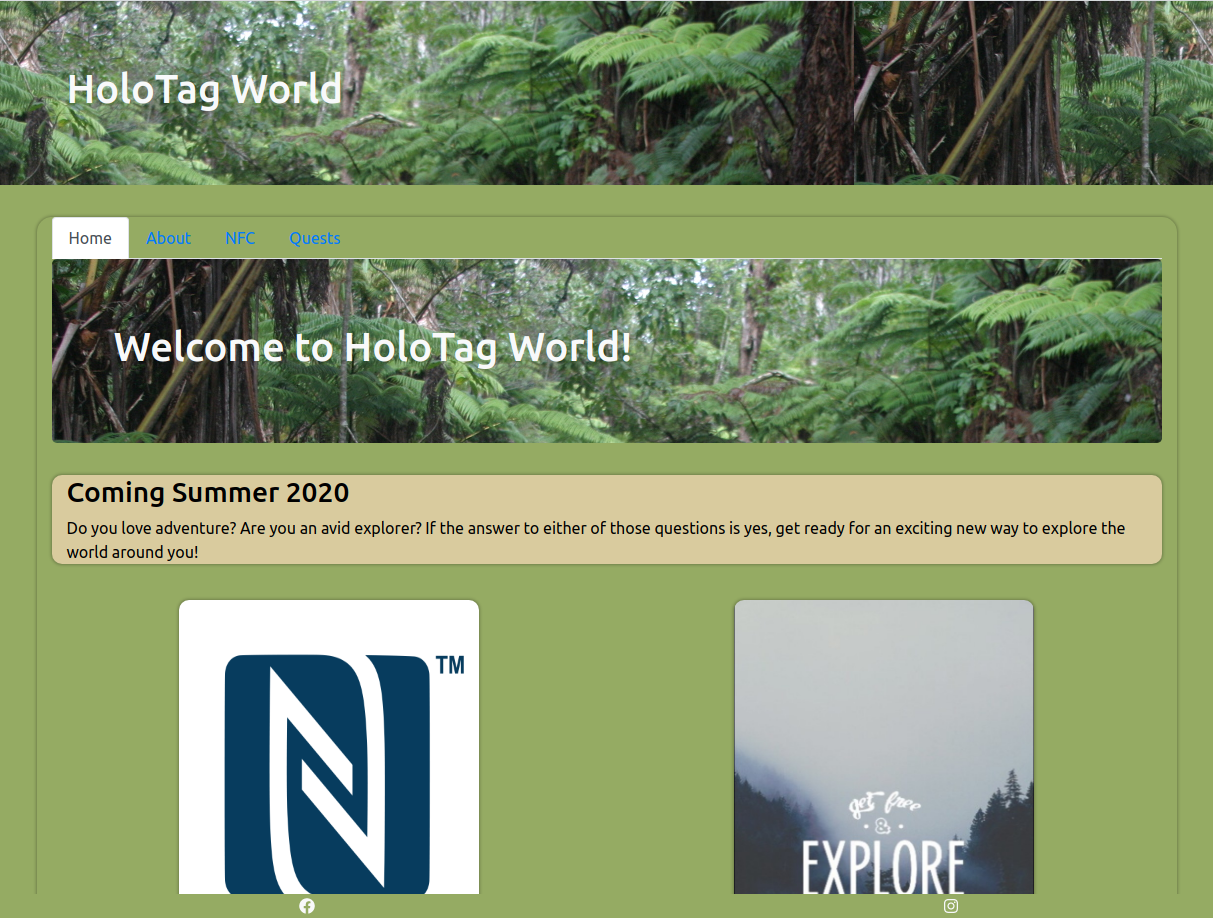 HoloTag World
Home About NFC Quests
Welcome to HoloTag World!
Coming Summer 2020
Do you love adventure? Are you an avid explorer? If the answer to either of those questions is yes, get ready for an exciting new way to explore the
world around you!
TM
get free
&
EXPLORE